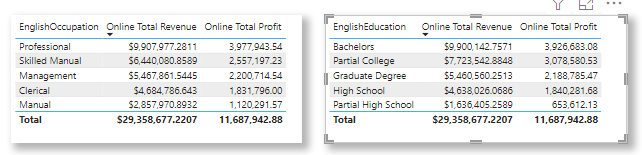 EnglishOccupation Online Total Revenue Online Total Profit
Professional $9,907,977.2811 3,977,943.54
Skilled Manual $6,440,080.8589 2,557,197.23
Management $5,467,861.5445 2,200,714.54
Clerical $4,684,786.643 1,831,796.00
Manual $2,857,970.8932 1,120,291.57
Total $29,358,677.2207 11,687,942.88
EnglishEducation Online Total Revenue Online Total Profit
Bachelors $9,900,142.7571 3,926,683.08
Partial College $7,723,542.8848 3,078,580.53
Graduate Degree $5,460,560.2513 2,188,785.47
High School $4,638,026.0686 1,840,281.68
Partial High School $1,636,405.2589 653,612.13
Total $29,358,677.2207 11,687,942.88